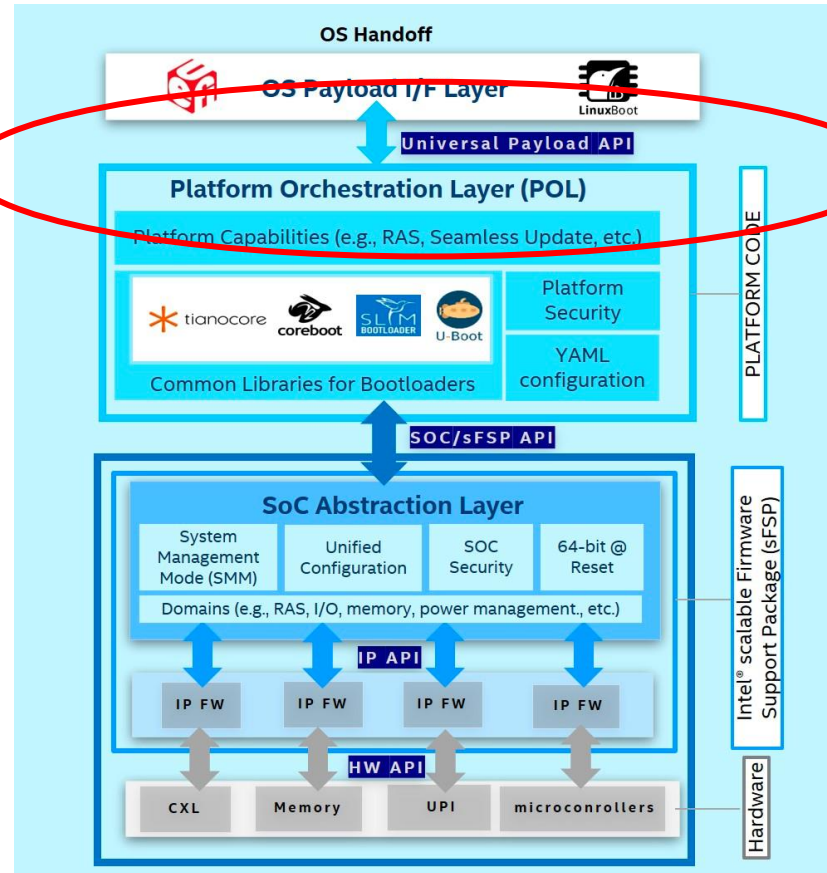 OS Handoff
OS Payload I/F Layer
LinuxBoot
Universal Payload API
Platform Orchestration Layer (POL)
Platform Capabilities (e.g., RAS, Seamless Update, etc.)
tianocore
coreboot
SLIM
BOOTLOADER
U-Boot
Common Libraries for Bootloaders
Platform
Security
YAML
configuration
PLATFORM CODE
SOC/sFSP API
SoC Abstraction Layer
System
Management
Mode (SMM)
Unified
Configuration
SOC
Security
64-bit @
Reset
Domains (e.g., RAS, I/O, memory, power management., etc.)
IP API
IP FW
IP FW
IP FW
IP FW
Intel® scalable Firmware
Support Package (sFSP)
HW API
CXL
Memory
UPI
microconrollers
Hardware